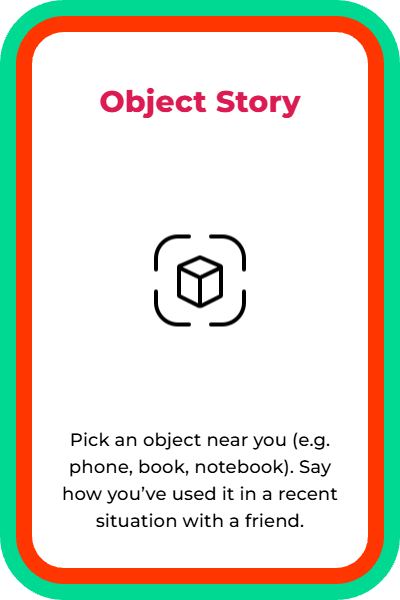 Object Story
Pick an object near you (e.g.
phone, book, notebook). Say
how you’ve used it in a recent
situation with a friend.